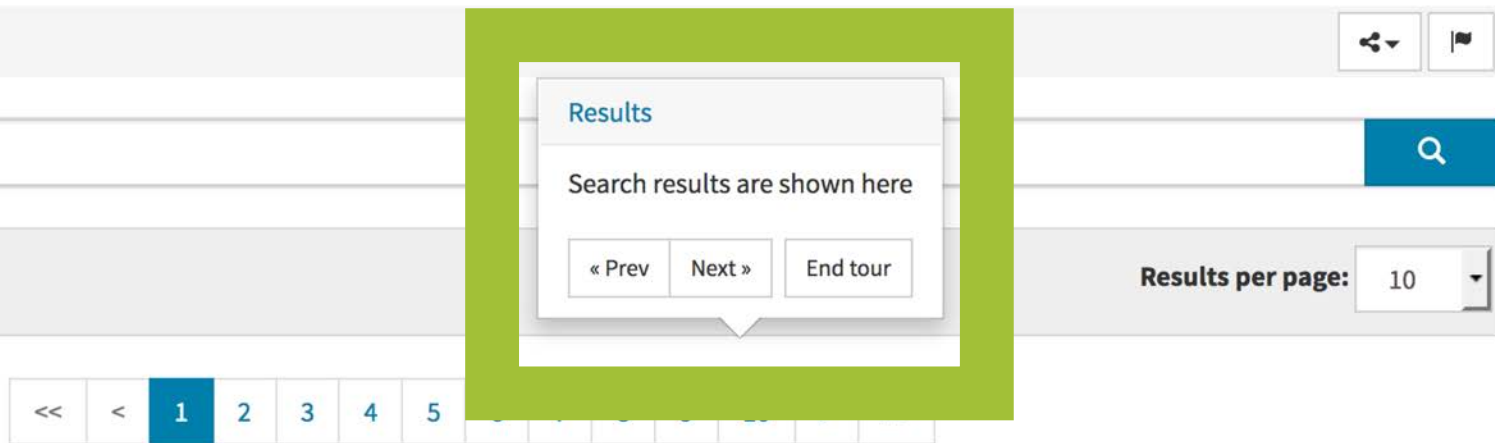 Results
Search results are shown here
« Prev Next » End tour
Results per page: 10
<< < 1 2 3 4 5